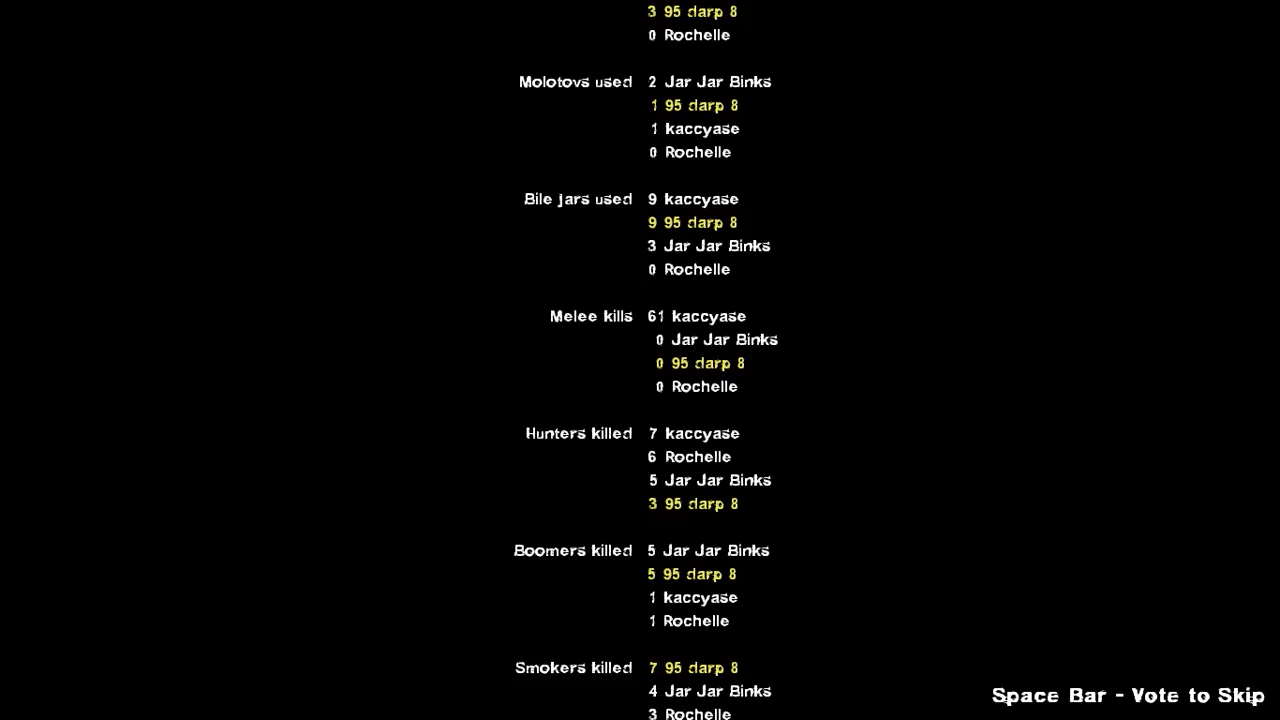 3 95 darp 8
0 Rochelle
Molotovs used 2 Jar Jar Binks
1 95 darp 8
1 kaccyase
0 Rochelle
Bile jars used 9 kaccyase
9 95 darp 8
3 Jar Jar Binks
0 Rochelle
Melee kills 61 kaccyase
0 Jar Jar Binks
0 95 darp 8
0 Rochelle
Hunters killed 7 kaccyase
6 Rochelle
5 Jar Jar Binks
3 95 darp 8
Boomers killed 5 Jar Jar Binks
5 95 darp 8
1 kaccyase
1 Rochelle
Smokers killed 7 95 darp 8
4 Jar Jar Binks
3 Rochelle
Space Bar - Vote to Skip